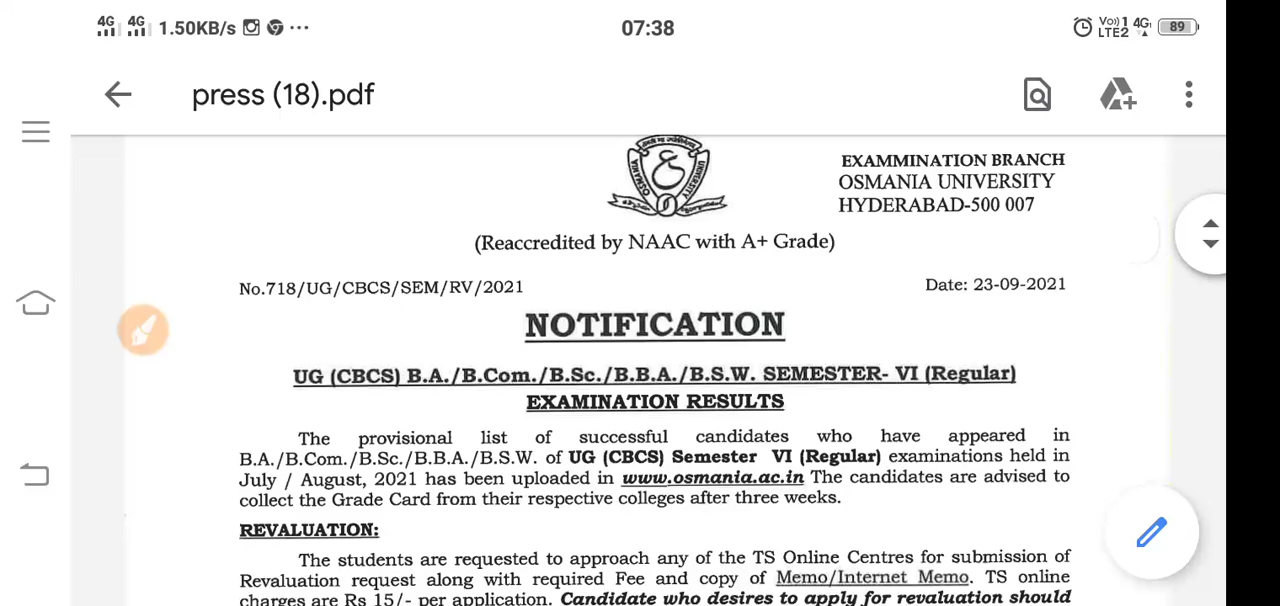 4G 4G 1.50KB/s ... 07:38 Vo)) 1 4G LTE2 89
press (18).pdf
OSMANIA UNIVERSITY
EXAMMINATION BRANCH
OSMANIA UNIVERSITY
HYDERABAD-500 007
(Reaccredited by NAAC with A+ Grade)
No.718/UG/CBCS/SEM/RV/2021 Date: 23-09-2021
NOTIFICATION
UG (CBCS) B.A./B.Com./B.Sc./B.B.A./B.S.W. SEMESTER- VI (Regular)
EXAMINATION RESULTS
The provisional list of successful candidates who have appeared in
B.A./B.Com./B.Sc./B.B.A./B.S.W. of UG (CBCS) Semester VI (Regular) examinations held in
July / August, 2021 has been uploaded in www.osmania.ac.in The candidates are advised to
collect the Grade Card from their respective colleges after three weeks.
REVALUATION:
The students are requested to approach any of the TS Online Centres for submission of
Revaluation request along with required Fee and copy of Memo/Internet Memo. TS online
charges are Rs 15/- per application. Candidate who desires to apply for revaluation should